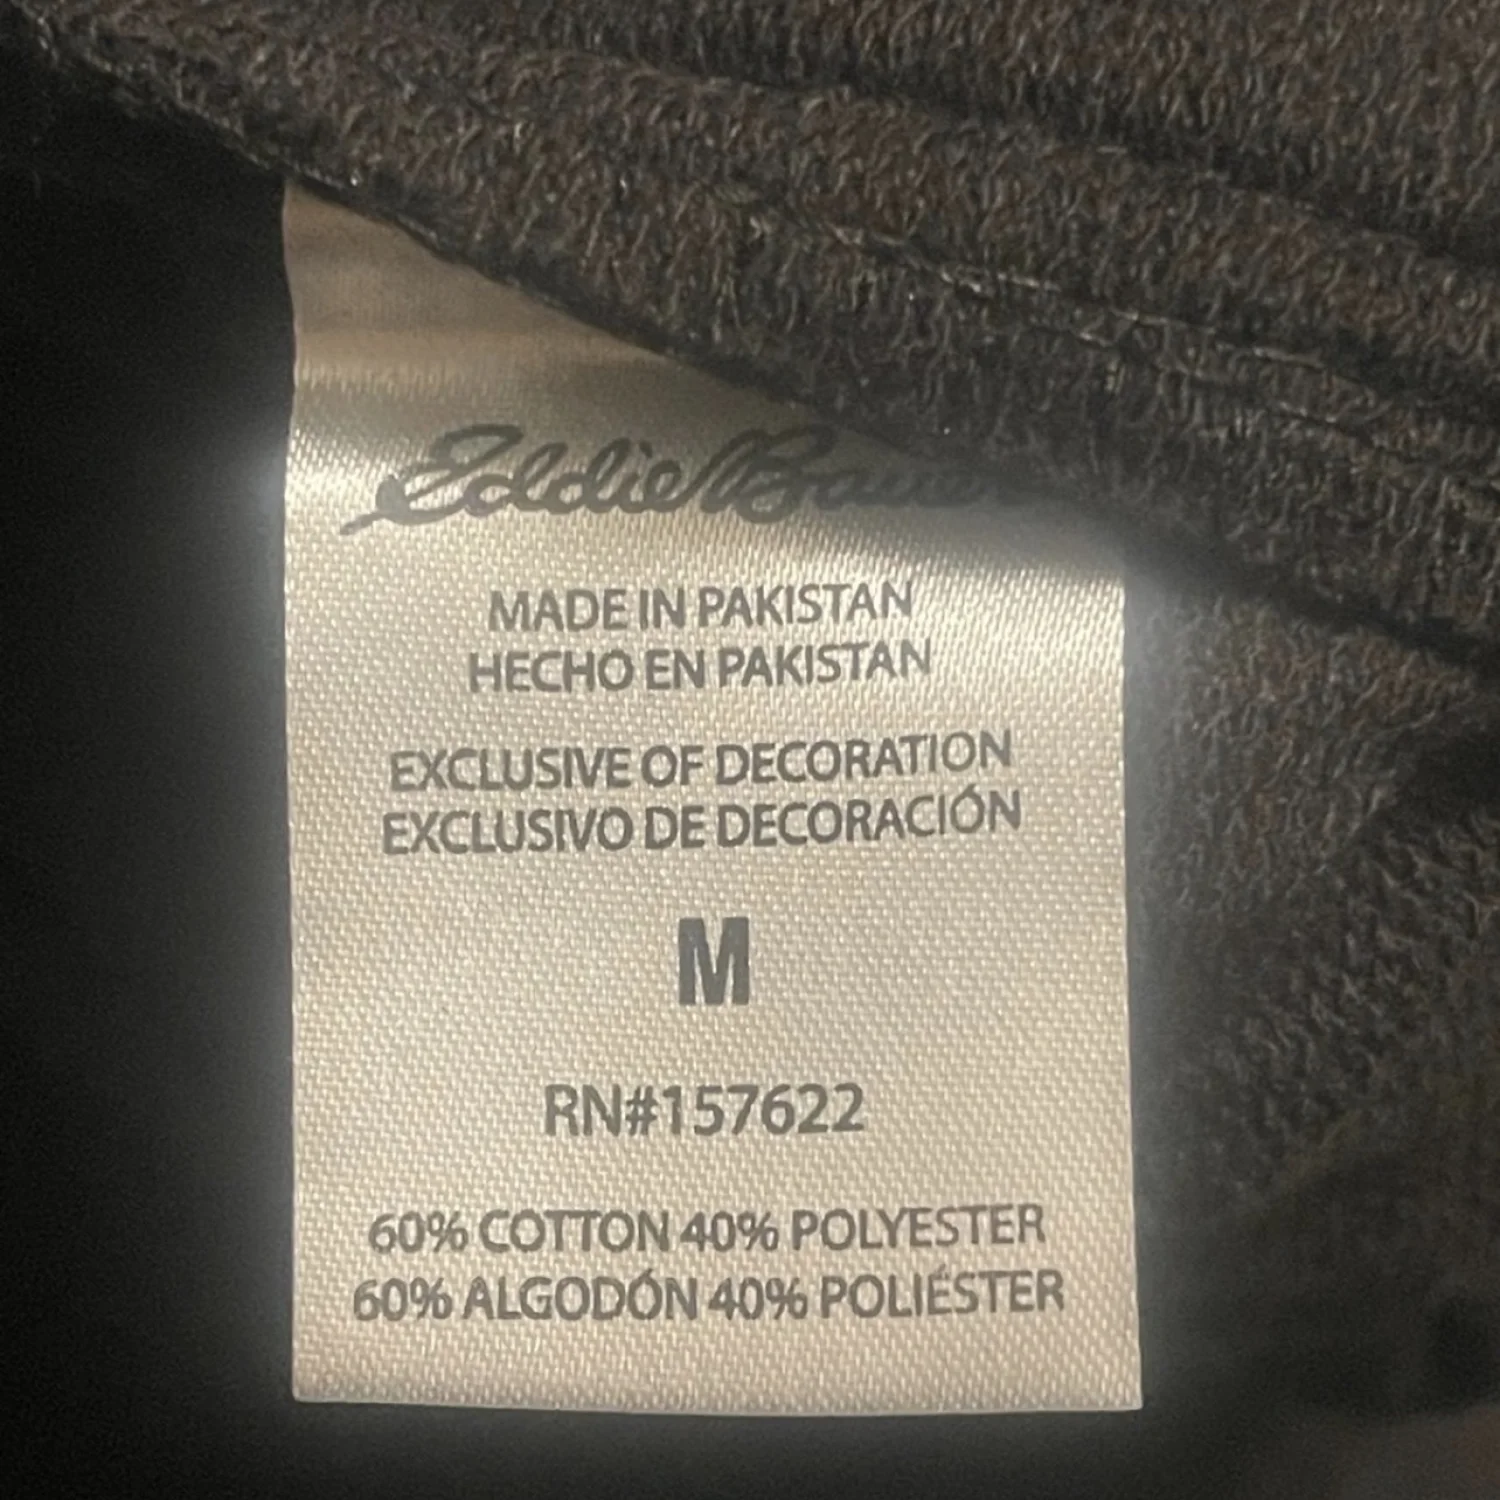 Eddie Bauer
MADE IN PAKISTAN
HECHO EN PAKISTAN
EXCLUSIVE OF DECORATION
EXCLUSIVO DE DECORACIÓN
M
RN#157622
60% COTTON 40% POLYESTER
60% ALGODÓN 40% POLIÉSTER